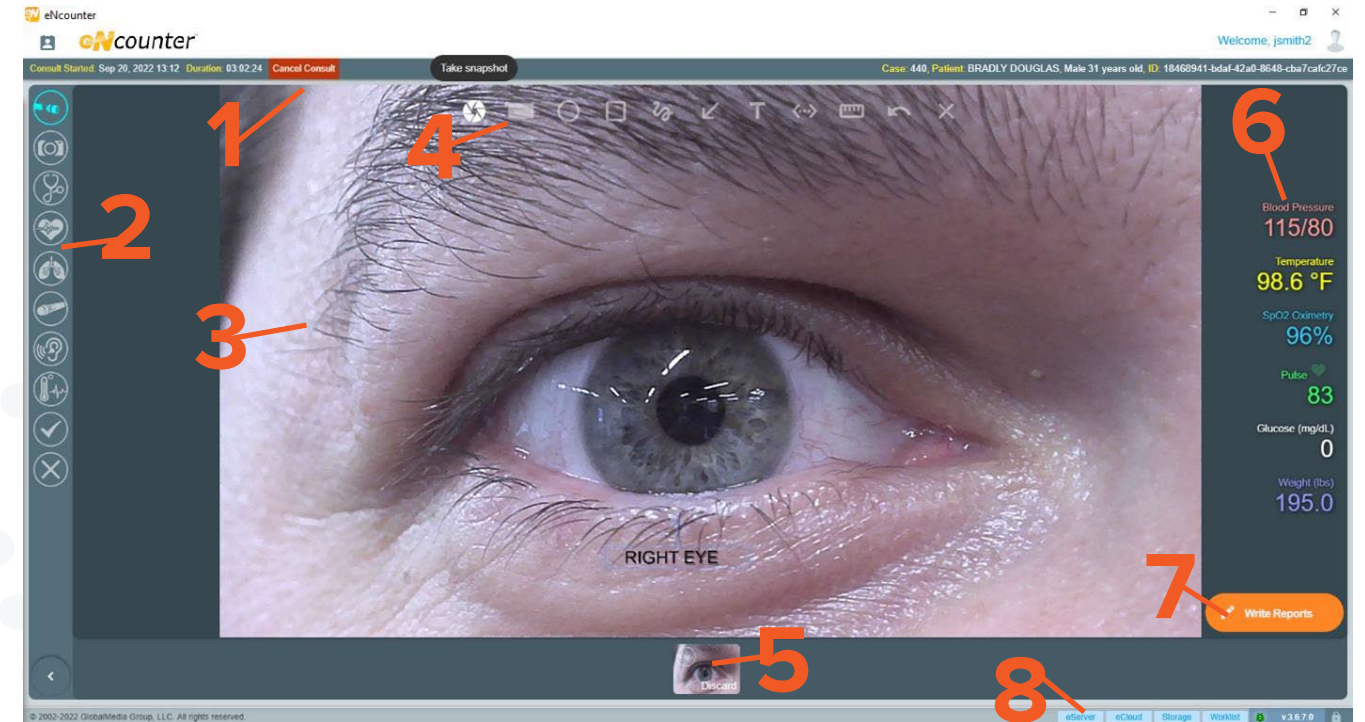 eNcounter
eNcounter
Welcome, jsmith2
Consult Started: Sep 20, 2022 13:12 Duration: 03:02:24 Cancel Consult
Take snapshot
Case: 440, Patient: BRADLY DOUGLAS, Male 31 years old, ID: 18468941-bdaf-42a0-8648-cba7cafc27ce
1
4
T
6
2
Blood Pressure
115/80
Temperature
98.6 °F
3
SpO2 Oximetry
96%
Pulse
83
Glucose (mg/dL)
0
Weight (lbs)
195.0
RIGHT EYE
7
Write Reports
5
Discard
8
© 2002-2022 GlobalMedia Group, LLC. All rights reserved.
eServer eCloud Storage Worklist v.3.6.7.0